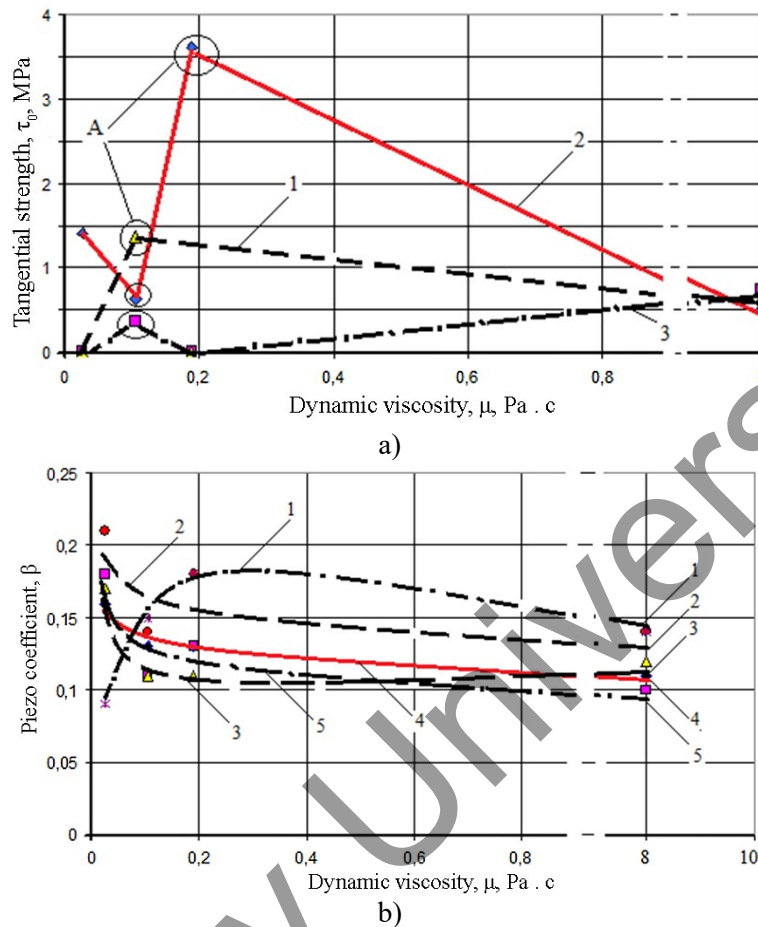 4
3
2
1
0
Tangential strength, τ₀, MPa
A
1
2
3
0 0,2 0,4 0,6 0,8
Dynamic viscosity, μ, Pa . c
a)
0,25
0,2
0,15
0,1
0,05
0
Piezo coefficient, β
2
1
3
5
4
1
2
3
4
5
0 0,2 0,4 0,6 0,8 8 10
Dynamic viscosity, μ, Pa . c
b)
y Univers